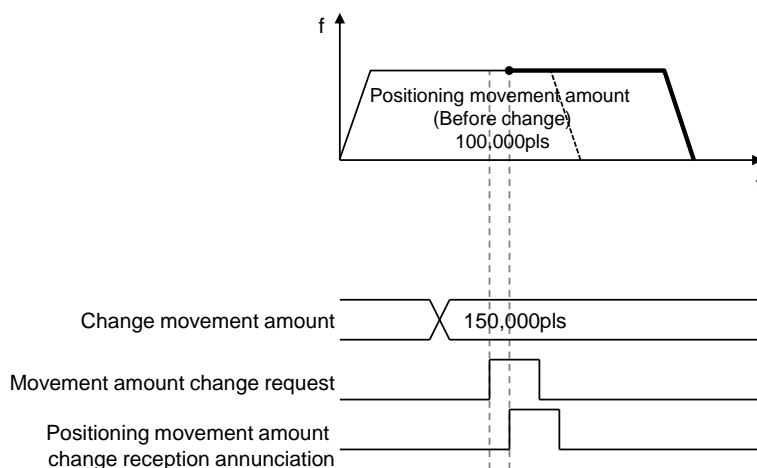 f
Positioning movement amount
(Before change)
100,000pls
Change movement amount
150,000pls
Movement amount change request
Positioning movement amount
change reception annunciation